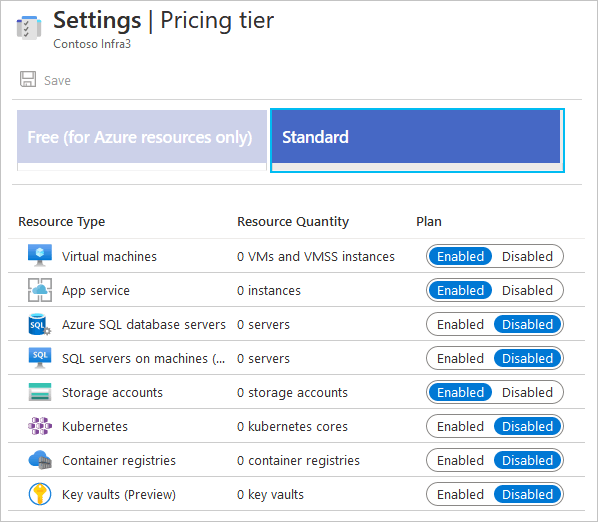 Settings | Pricing tier
Contoso Infra3
Save
Free (for Azure resources only) Standard
Resource Type Resource Quantity Plan
Virtual machines 0 VMs and VMSS instances Enabled Disabled
App service 0 instances Enabled Disabled
SQL Azure SQL database servers 0 servers Enabled Disabled
SQL SQL servers on machines (... 0 servers Enabled Disabled
Storage accounts 0 storage accounts Enabled Disabled
Kubernetes 0 kubernetes cores Enabled Disabled
Container registries 0 container registries Enabled Disabled
Key vaults (Preview) 0 key vaults Enabled Disabled